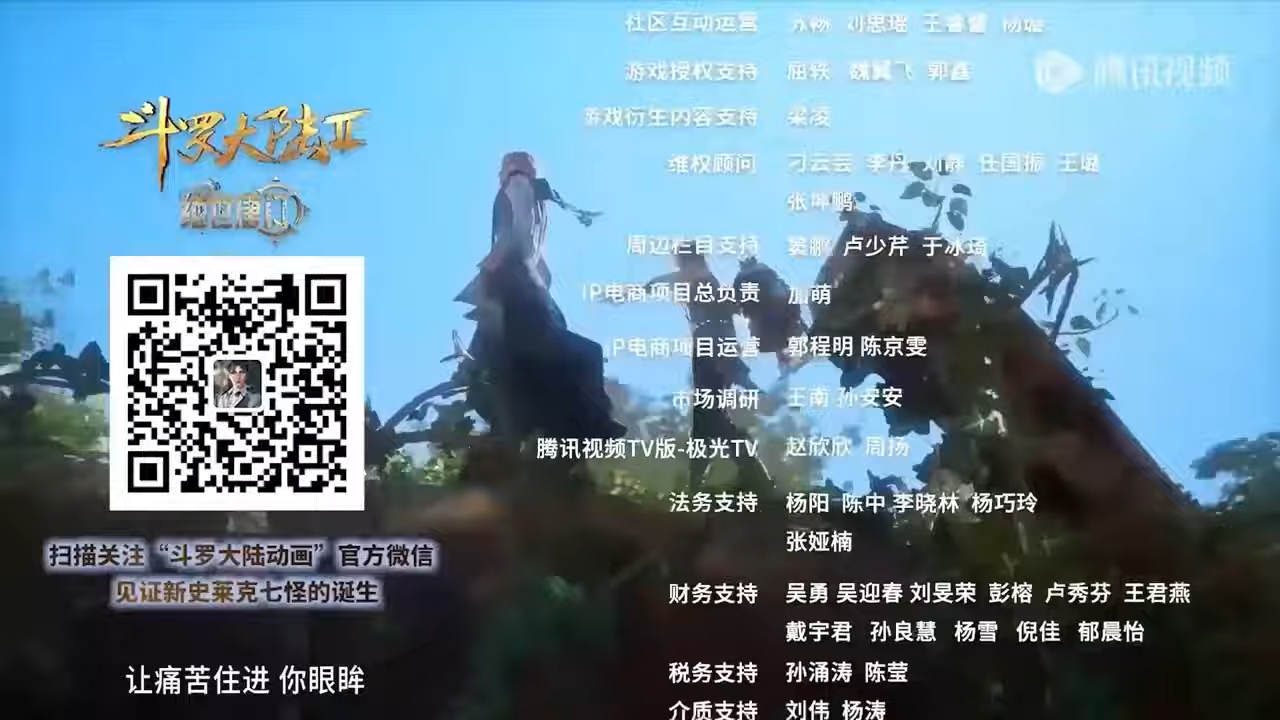 斗罗大陆II
绝世唐门
扫描关注“斗罗大陆动画”官方微信
见证新史莱克七怪的诞生
让痛苦住进 你眼眸
腾讯视频
社区互动运营 苏畅 刘思瑶 王睿
游戏授权支持 屈轶 魏翼飞 郭鑫
游戏衍生内容支持 梁凌
维权顾问 刁云芸 李丹 刘静 任国振 王璐
张坤鹏
周边栏目支持 窦鹏 卢少芹 于冰琦
IP电商项目总负责 加萌
IP电商项目运营 郭程明 陈京雯
市场调研 王南 孙安安
腾讯视频TV版-极光TV 赵欣欣 周扬
法务支持 杨阳 陈中 李晓林 杨巧玲
张娅楠
财务支持 吴勇 吴迎春 刘旻荣 彭榕 卢秀芬 王君燕
戴宇君 孙良慧 杨雪 倪佳 郁晨怡
税务支持 孙涌涛 陈莹
介质支持 刘伟 杨涛